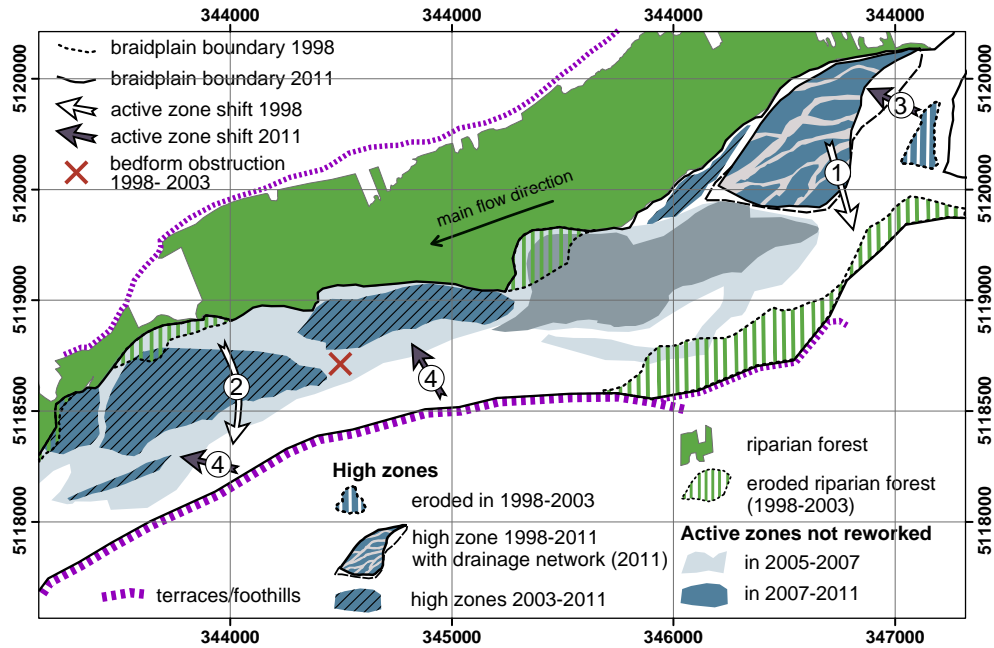 344000 344000 344000 344000
braidplain boundary 1998
braidplain boundary 2011
active zone shift 1998
active zone shift 2011
bedform obstruction
1998- 2003
main flow direction
3
1
2
4
4
5120000
5120000
5119000
5118500
5118000
5120000
5120000
5119000
5118500
5118000
High zones
eroded in 1998-2003
high zone 1998-2011
with drainage network (2011)
high zones 2003-2011
terraces/foothills
riparian forest
eroded riparian forest
(1998-2003)
Active zones not reworked
in 2005-2007
in 2007-2011
344000 345000 346000 347000